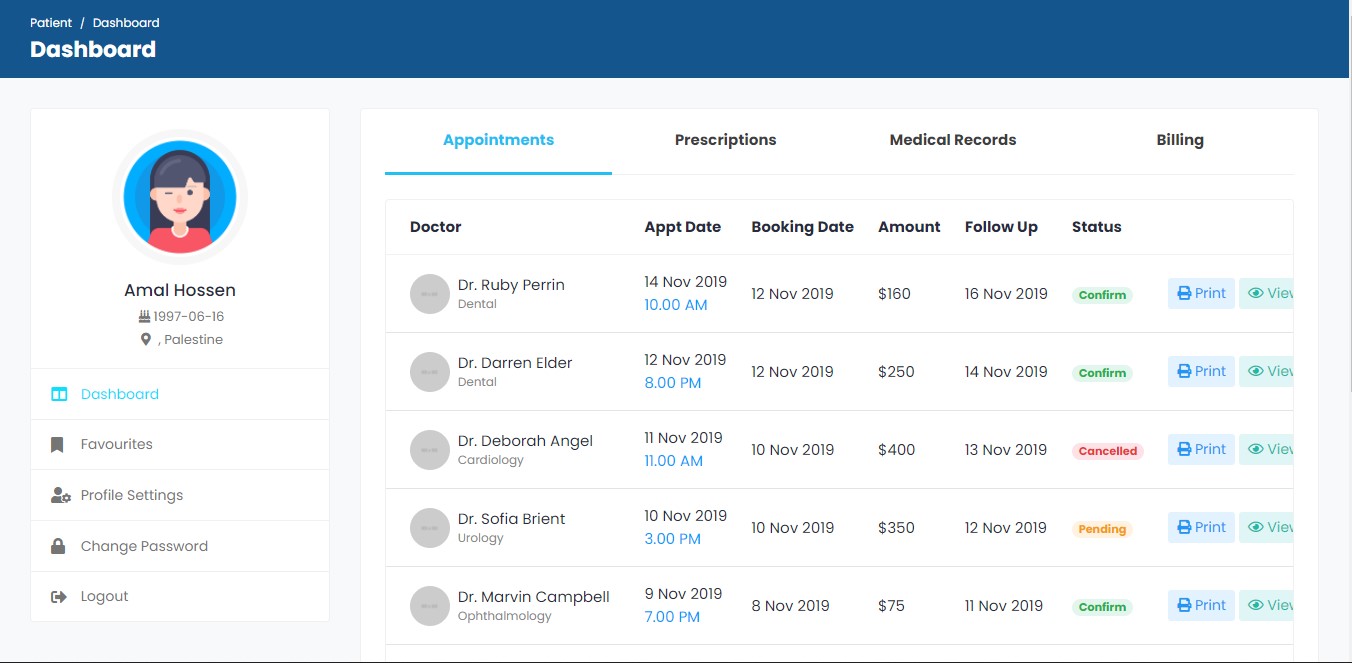 Patient / Dashboard
Dashboard
Amal Hossen
1997-06-16
, Palestine
Dashboard
Favourites
Profile Settings
Change Password
Logout
Appointments Prescriptions Medical Records Billing
Doctor Appt Date Booking Date Amount Follow Up Status
Dr. Ruby Perrin
Dental
14 Nov 2019
10.00 AM
12 Nov 2019 $160 16 Nov 2019 Confirm Print View
Dr. Darren Elder
Dental
12 Nov 2019
8.00 PM
12 Nov 2019 $250 14 Nov 2019 Confirm Print View
Dr. Deborah Angel
Cardiology
11 Nov 2019
11.00 AM
10 Nov 2019 $400 13 Nov 2019 Cancelled Print View
Dr. Sofia Brient
Urology
10 Nov 2019
3.00 PM
10 Nov 2019 $350 12 Nov 2019 Pending Print View
Dr. Marvin Campbell
Ophthalmology
9 Nov 2019
7.00 PM
8 Nov 2019 $75 11 Nov 2019 Confirm Print View